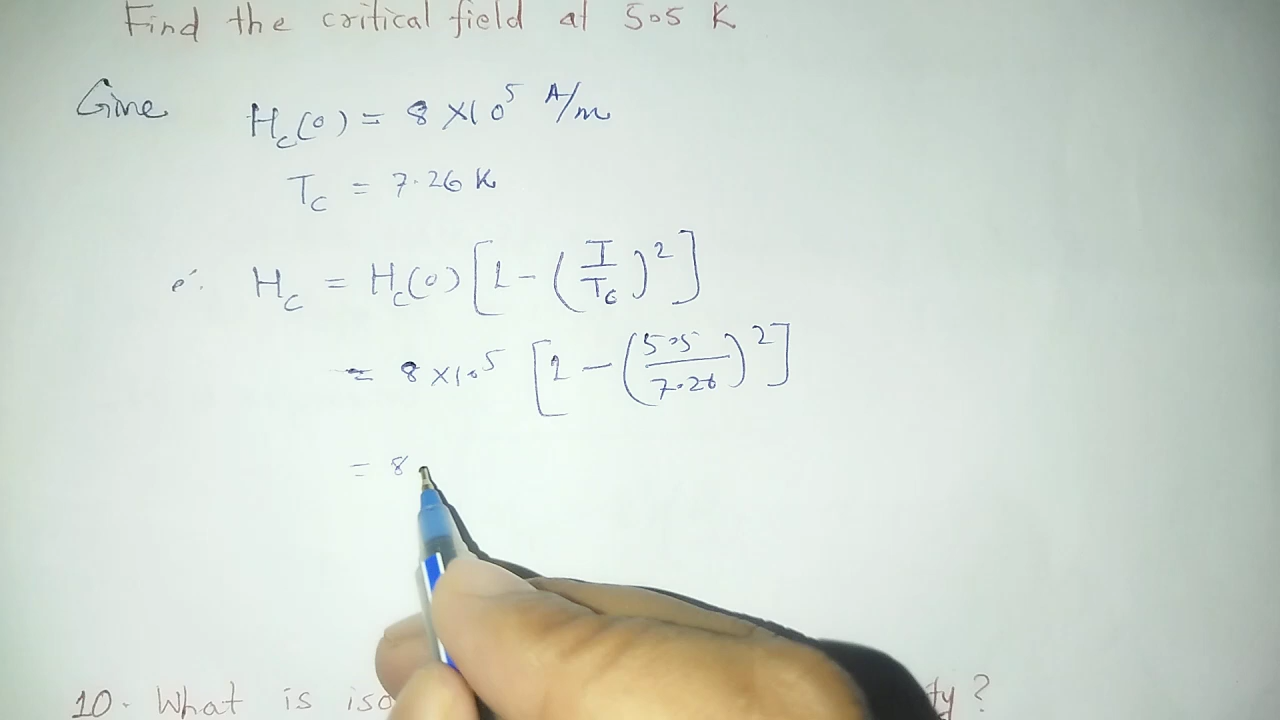 Find the critical field at 5.05 K
Give H_c(0) = 8 × 10^5 A/m
T_c = 7.26 K
∴ H_c = H_c(0) [1 - (T/T_c)^2]
= 8 × 10^5 [1 - (5.05/7.26)^2]
= 8
10. What is iso ty?